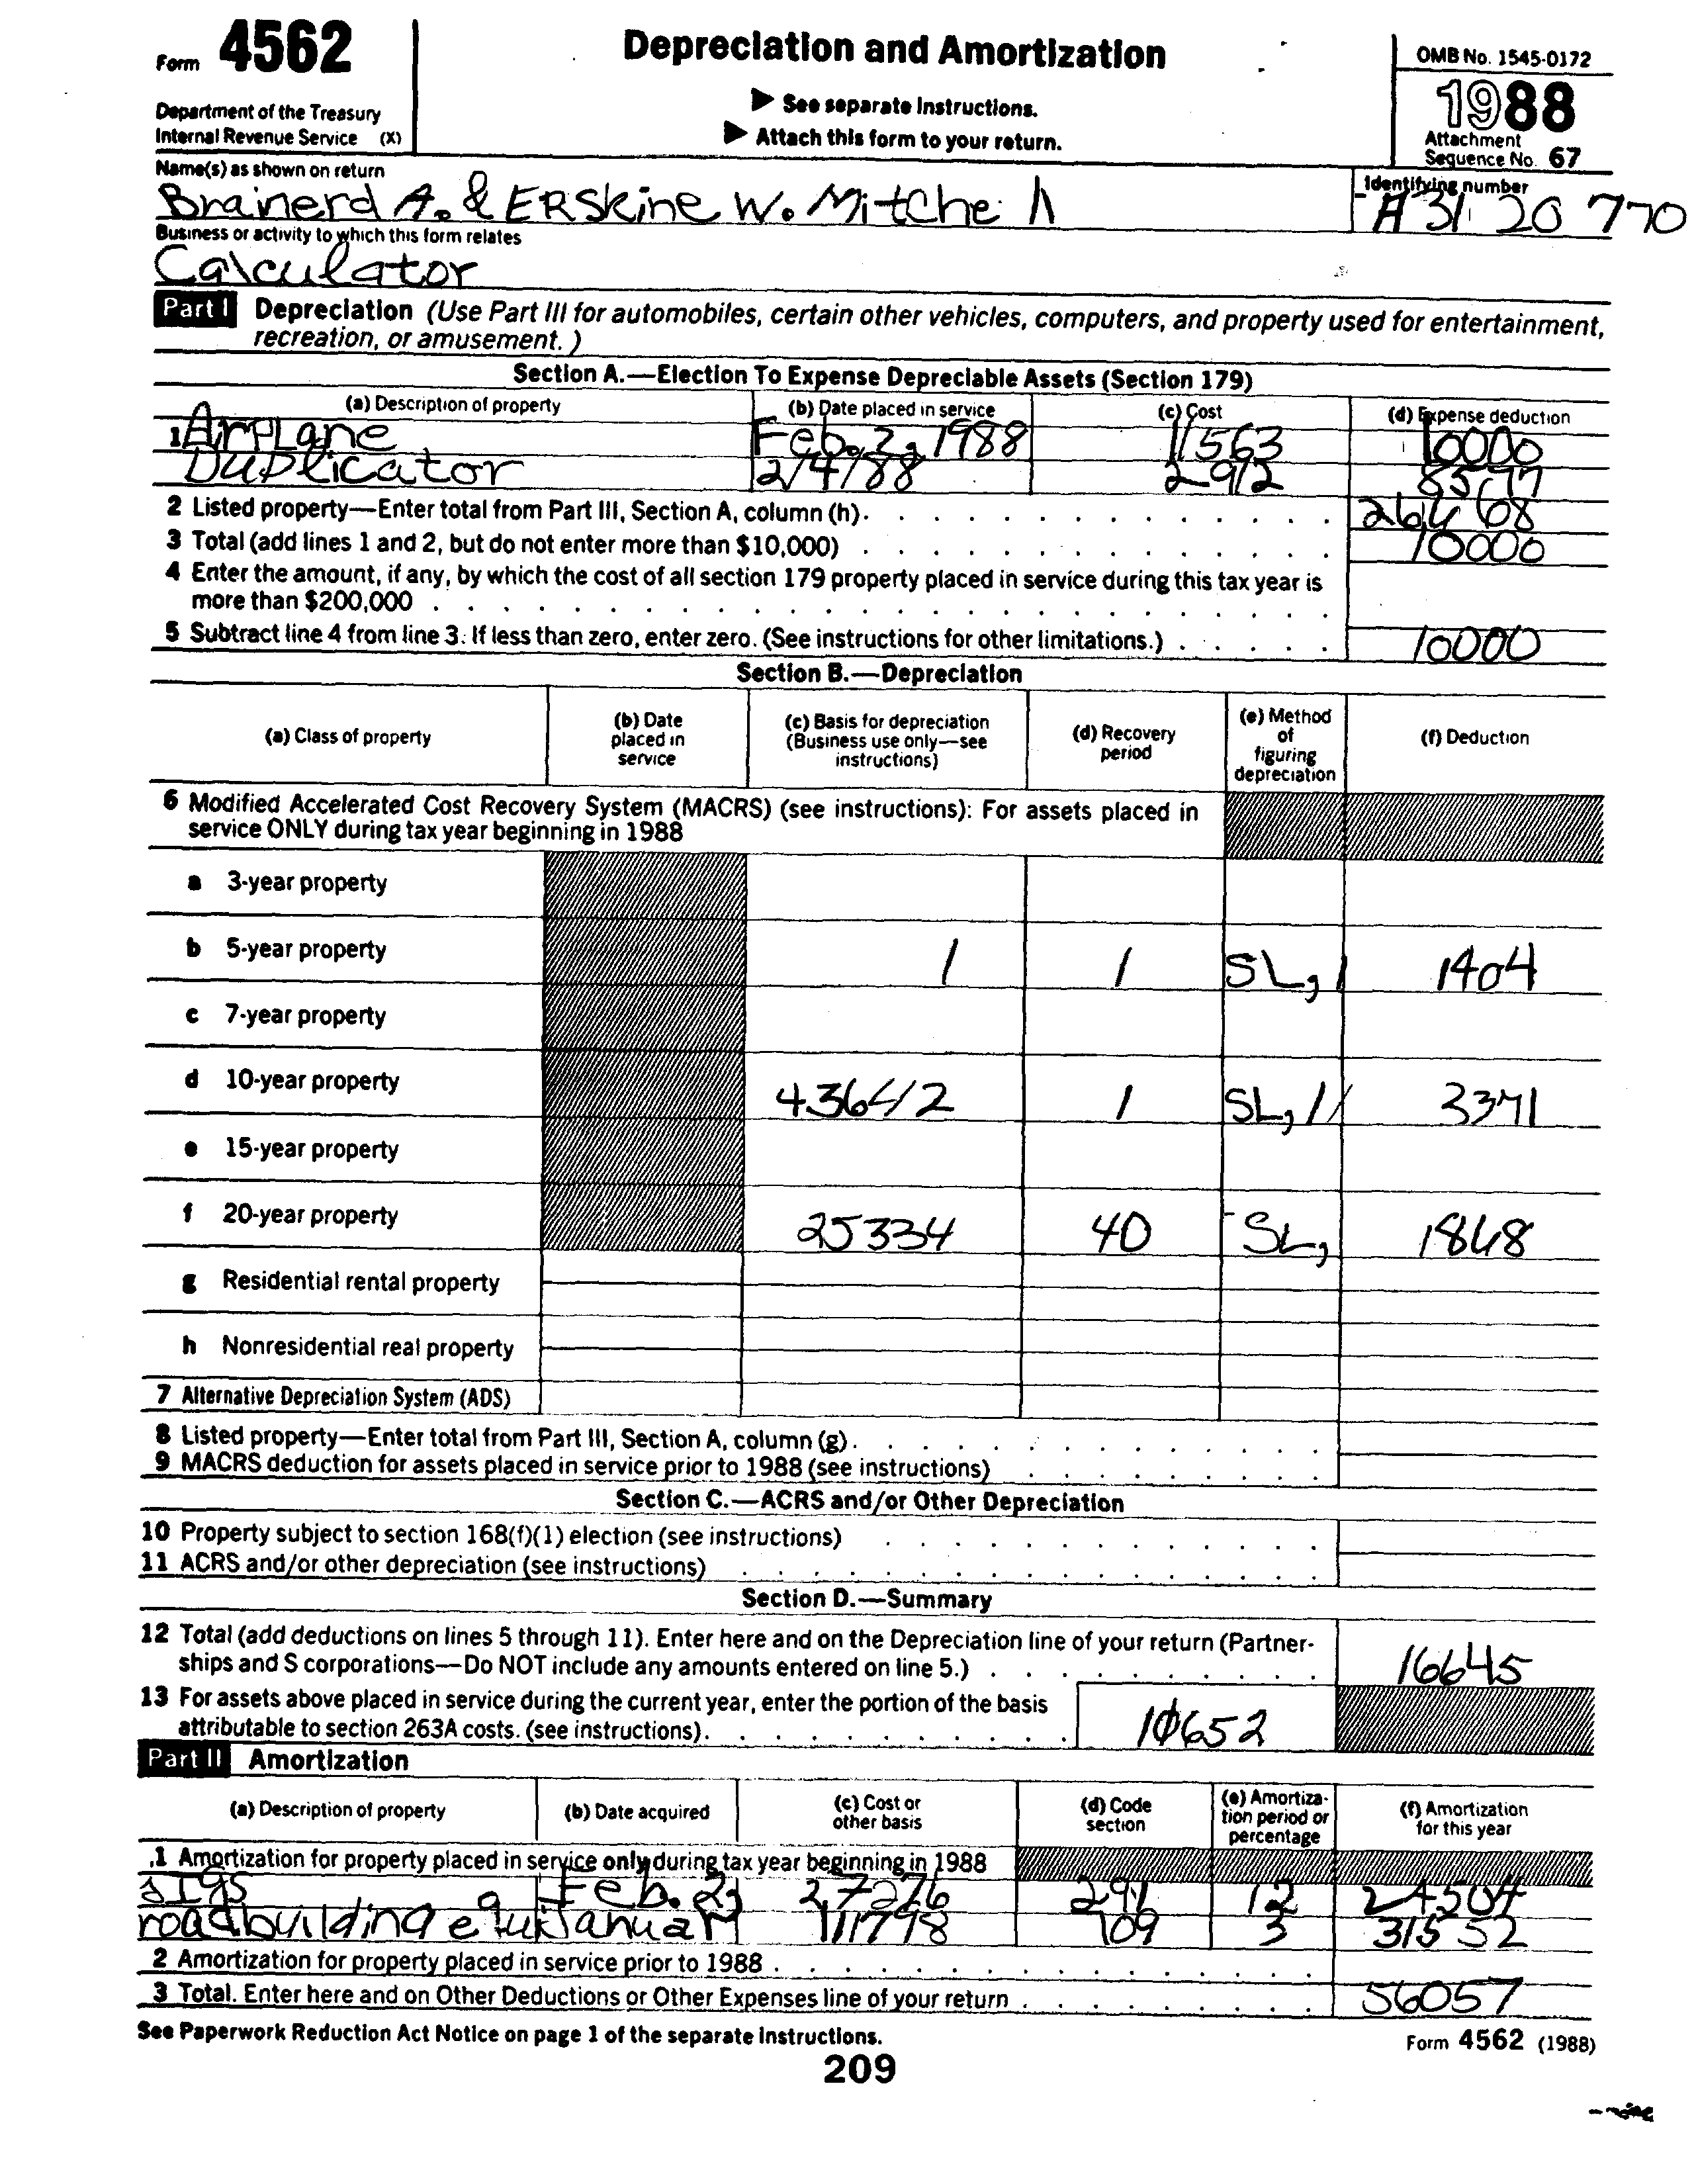 Form 4562
Department of the Treasury
Internal Revenue Service (X)
Depreciation and Amortization
▶ See separate Instructions.
▶ Attach this form to your return.
OMB No. 1545-0172
1988
Attachment
Sequence No. 67
Name(s) as shown on return
Brainerd A. & ERSkine W. Mitchell
Identifying number
A 31 20 770
Business or activity to which this form relates
Calculator
Part I Depreciation (Use Part III for automobiles, certain other vehicles, computers, and property used for entertainment,
recreation, or amusement.)
Section A.—Election To Expense Depreciable Assets (Section 179)
(a) Description of property (b) Date placed in service (c) Cost (d) Expense deduction
1 AirPLane Feb. 2, 1988 11563 10000
Duplicator 2/4/88 2912
2 Listed property—Enter total from Part III, Section A, column (h).
3 Total (add lines 1 and 2, but do not enter more than $10,000) 10000
4 Enter the amount, if any, by which the cost of all section 179 property placed in service during this tax year is
more than $200,000
5 Subtract line 4 from line 3. If less than zero, enter zero. (See instructions for other limitations.) 10000
Section B.—Depreciation
(a) Class of property
(b) Date
placed in
service
(c) Basis for depreciation
(Business use only—see
instructions)
(d) Recovery
period
(e) Method
of
figuring
depreciation
(f) Deduction
6 Modified Accelerated Cost Recovery System (MACRS) (see instructions): For assets placed in
service ONLY during tax year beginning in 1988
a 3-year property
b 5-year property 1 1 SL, 1 1404
c 7-year property
d 10-year property 1 SL, 3371
e 15-year property
f 20-year property 25334 40 SL, 1868
g Residential rental property
h Nonresidential real property
7 Alternative Depreciation System (ADS)
8 Listed property—Enter total from Part III, Section A, column (g).
9 MACRS deduction for assets placed in service prior to 1988 (see instructions)
Section C.—ACRS and/or Other Depreciation
10 Property subject to section 168(f)(1) election (see instructions)
11 ACRS and/or other depreciation (see instructions)
Section D.—Summary
12 Total (add deductions on lines 5 through 11). Enter here and on the Depreciation line of your return (Partner-
ships and S corporations—Do NOT include any amounts entered on line 5.) 16645
13 For assets above placed in service during the current year, enter the portion of the basis
attributable to section 263A costs. (see instructions). 10652
Part II Amortization
(a) Description of property
(b) Date acquired
(c) Cost or
other basis
(d) Code
section
(e) Amortiza-
tion period or
percentage
(f) Amortization
for this year
1 Amortization for property placed in service only during tax year beginning in 1988
jigs Feb. 2, 27276 291 12 24504
roadbuilding equi Januar 111798 109 3 31552
2 Amortization for property placed in service prior to 1988
3 Total. Enter here and on Other Deductions or Other Expenses line of your return 56057
See Paperwork Reduction Act Notice on page 1 of the separate Instructions.
Form 4562 (1988)
209